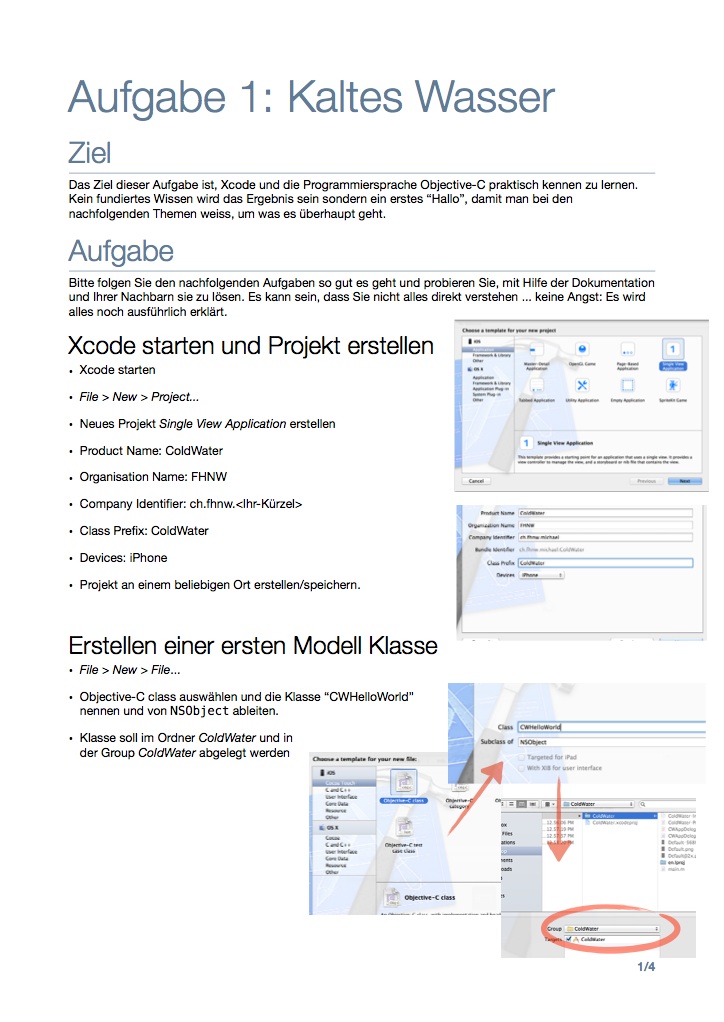 Aufgabe 1: Kaltes Wasser
Ziel
Das Ziel dieser Aufgabe ist, Xcode und die Programmiersprache Objective-C praktisch kennen zu lernen.
Kein fundiertes Wissen wird das Ergebnis sein sondern ein erstes “Hallo”, damit man bei den
nachfolgenden Themen weiss, um was es überhaupt geht.
Aufgabe
Bitte folgen Sie den nachfolgenden Aufgaben so gut es geht und probieren Sie, mit Hilfe der Dokumentation
und Ihrer Nachbarn sie zu lösen. Es kann sein, dass Sie nicht alles direkt verstehen ... keine Angst: Es wird
alles noch ausführlich erklärt.
Xcode starten und Projekt erstellen
• Xcode starten
• File > New > Project...
• Neues Projekt Single View Application erstellen
• Product Name: ColdWater
• Organisation Name: FHNW
• Company Identifier: ch.fhnw.<Ihr-Kürzel>
• Class Prefix: ColdWater
• Devices: iPhone
• Projekt an einem beliebigen Ort erstellen/speichern.
Choose a template for your new project
iOS
Framework & Library
Other
OS X
Application
Framework & Library
Application Plug-in
System Plug-in
Other
Master-Detail Application
OpenGL Game
Page-Based Application
Single View Application
Tabbed Application
Utility Application
Empty Application
SpriteKit Game
1 Single View Application
This template provides a starting point for an application that uses a single view. It provides a
view controller to manage the view, and a storyboard or nib file that contains the view.
Cancel
Previous
Next
Product Name ColdWater
Organization Name FHNW
Company Identifier ch.fhnw.michael
Bundle Identifier ch.fhnw.michael.ColdWater
Class Prefix ColdWater
Devices iPhone
Erstellen einer ersten Modell Klasse
• File > New > File...
• Objective-C class auswählen und die Klasse “CWHelloWorld”
nennen und von NSObject ableiten.
• Klasse soll im Ordner ColdWater und in
der Group ColdWater abgelegt werden
Class CWHelloWorld
Subclass of NSObject
Targeted for iPad
With XIB for user interface
Choose a template for your new file:
iOS
Cocoa Touch
C and C++
User Interface
Core Data
Resource
Other
OS X
Cocoa
C and C++
User Interface
Core Data
Resource
Other
Objective-C class
Objective-C category
Objective-C test case class
Objective-C class
ColdWater
ColdWater
ColdWater.xcodeproj
Files
en.lproj
main.m
Group ColdWater
Targets ColdWater
1/4